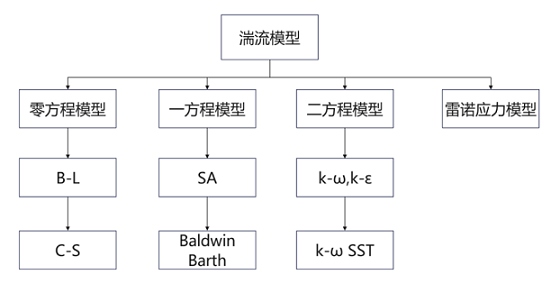 湍流模型
零方程模型
一方程模型
二方程模型
雷诺应力模型
B-L
SA
k-ω,k-ε
C-S
Baldwin
Barth
k-ω SST